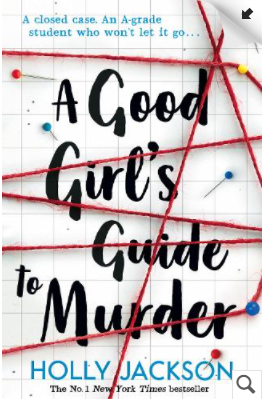 A closed case. An A-grade
student who won't let it go...
A Good
Girl's
Guide
to
Murder
HOLLY JACKSON
The No.1 New York Times bestseller